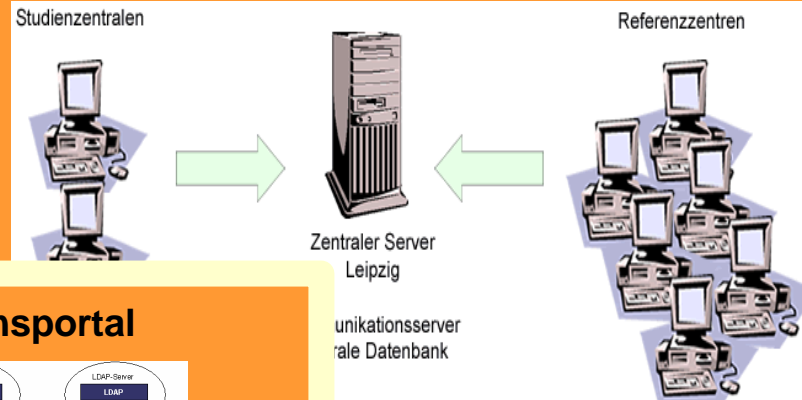 Studienzentralen
Referenzzentren
Zentraler Server
Leipzig
unikationsserver
rale Datenbank
nsportal
LDAP-Server
LDAP